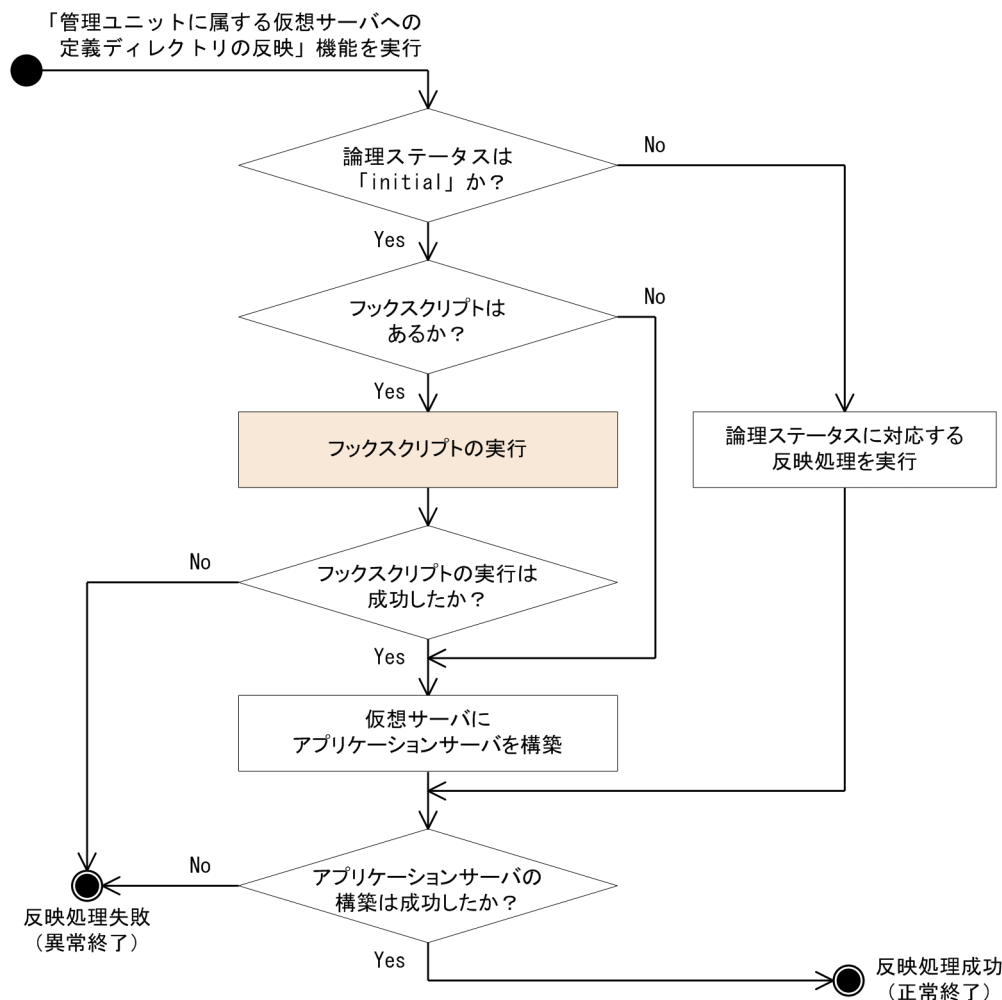 「管理ユニットに属する仮想サーバへの
定義ディレクトリの反映」機能を実行
論理ステータスは
「initial」か？
No
Yes
フックスクリプトは
あるか？
No
Yes
フックスクリプトの実行
論理ステータスに対応する
反映処理を実行
フックスクリプトの実行は
成功したか？
No
Yes
仮想サーバに
アプリケーションサーバを構築
アプリケーションサーバの
構築は成功したか？
No
反映処理失敗
（異常終了）
Yes
反映処理成功
（正常終了）